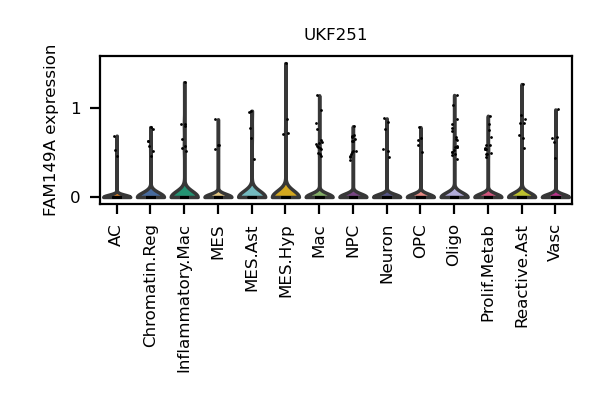 UKF251
FAM149A expression
1
0
AC
Chromatin.Reg
Inflammatory.Mac
MES
MES.Ast
MES.Hyp
Mac
NPC
Neuron
OPC
Oligo
Prolif.Metab
Reactive.Ast
Vasc